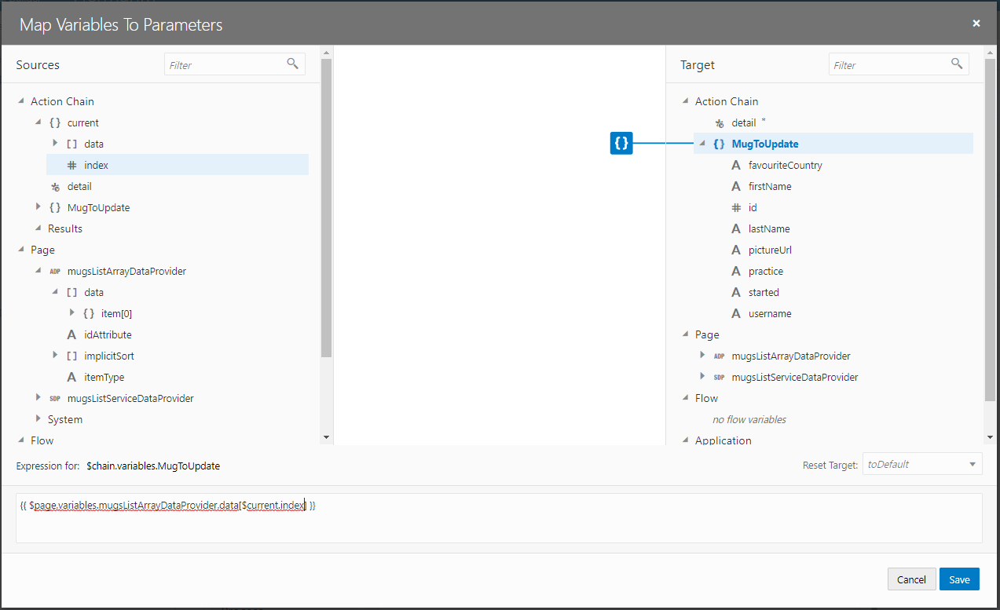 Map Variables To Parameters ×
Sources Filter
Target Filter
Action Chain
{} current
[] data
# index
detail
{} MugToUpdate
Results
Page
ADP mugsListArrayDataProvider
[] data
{} item[0]
A idAttribute
[] implicitSort
A itemType
SDP mugsListServiceDataProvider
System
Flow
{}
Action Chain
detail *
{} MugToUpdate
A favouriteCountry
A firstName
# id
A lastName
A pictureUrl
A practice
A started
A username
Page
ADP mugsListArrayDataProvider
SDP mugsListServiceDataProvider
Flow
no flow variables
Application
Expression for: $chain.variables.MugToUpdate
Reset Target: toDefault
{{ $page.variables.mugsListArrayDataProvider.data[$current.index] }}
Cancel Save